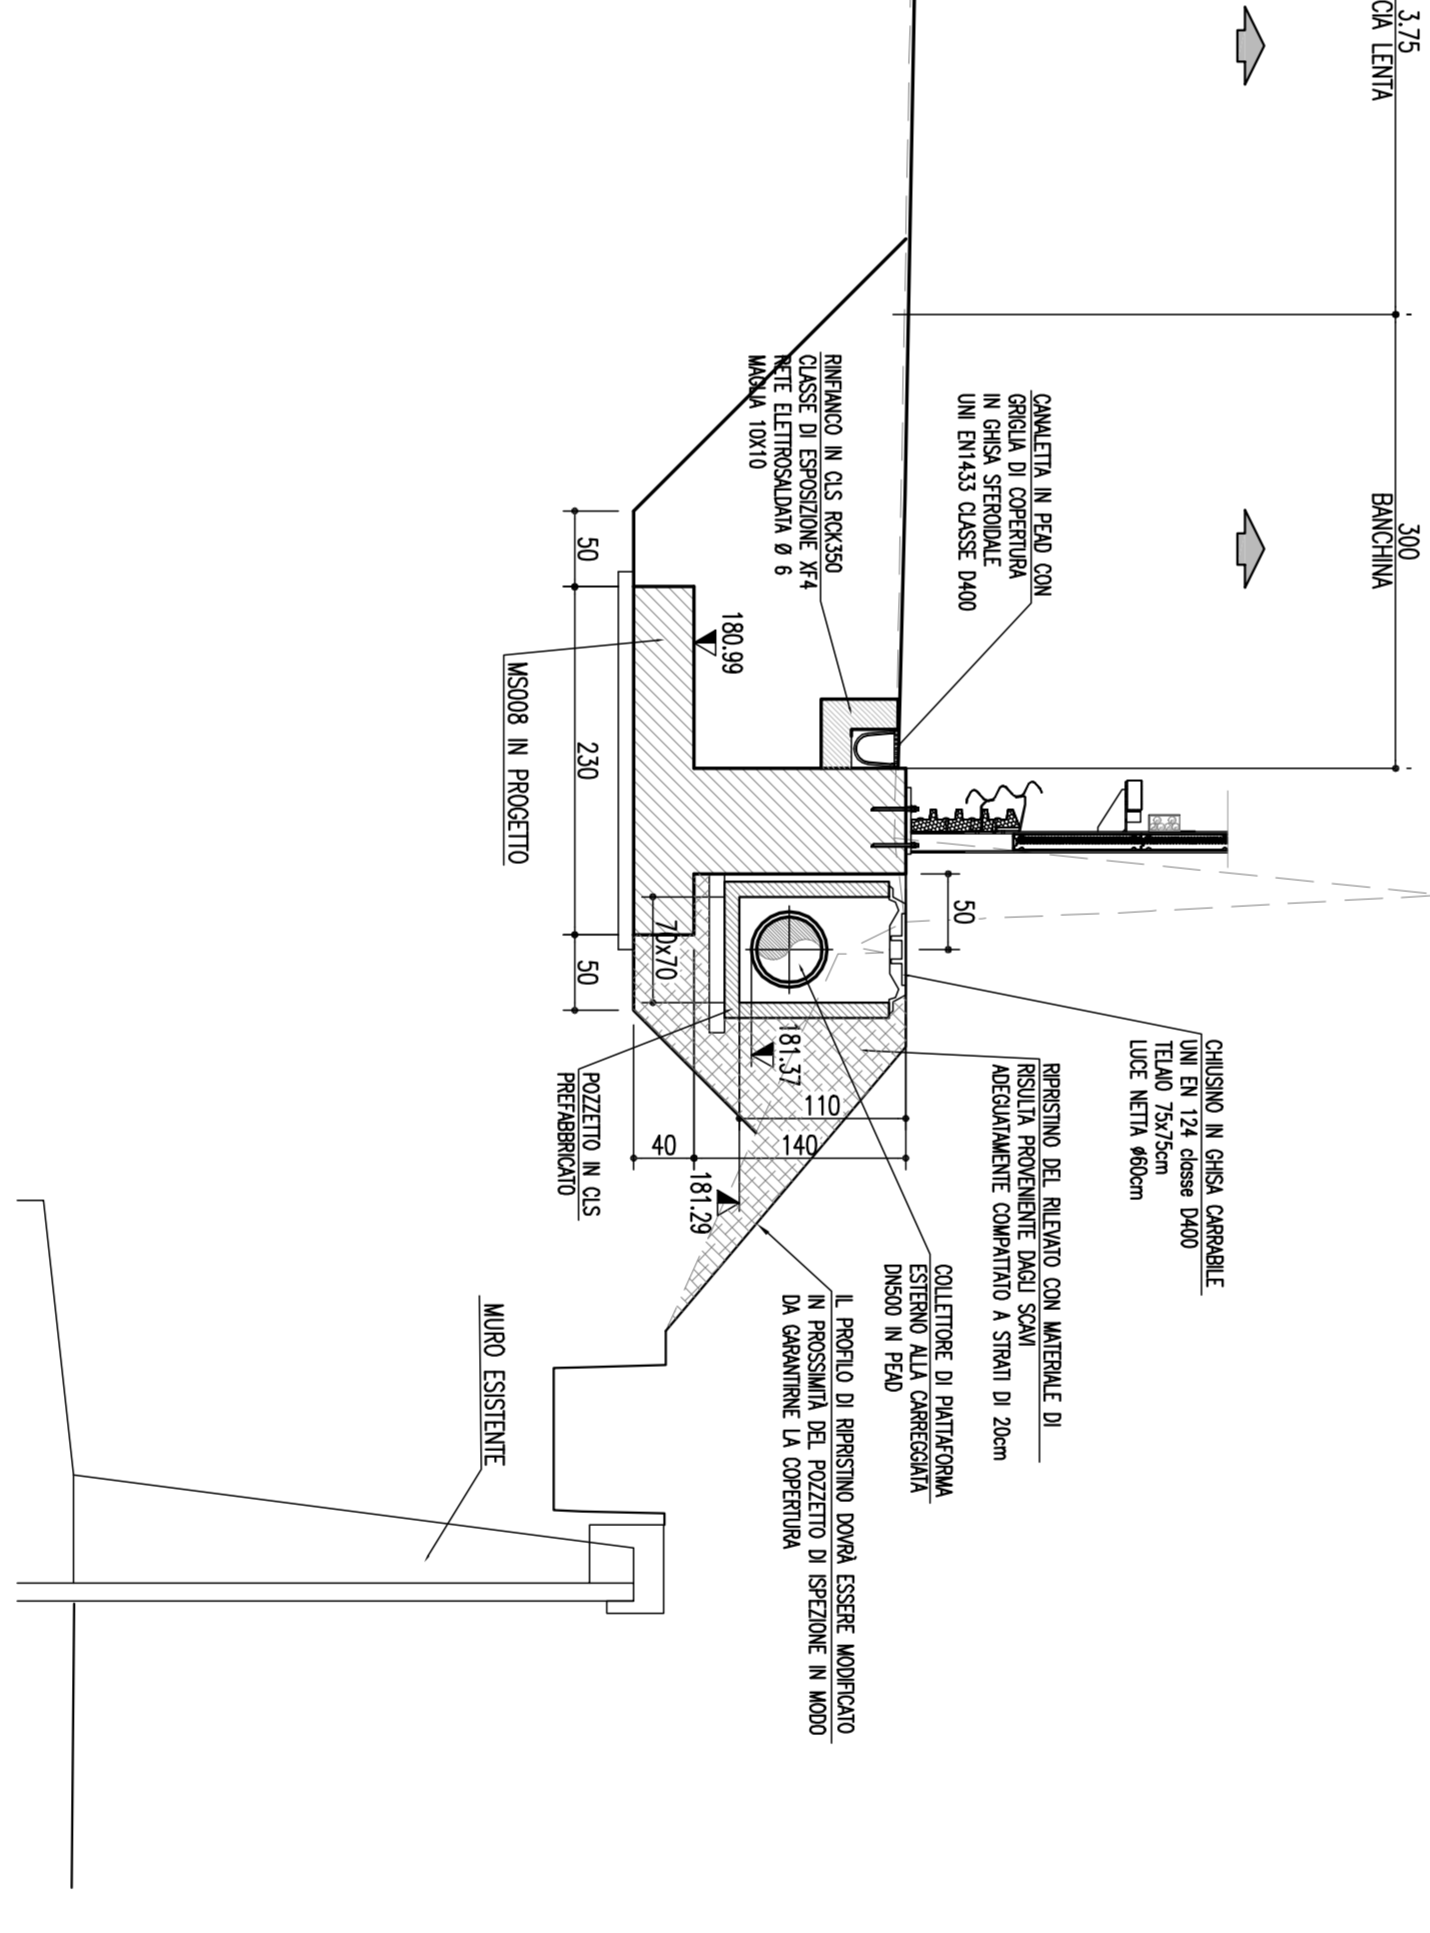 3.75
CIA LENTA
300
BANCHINA
CANALETTA IN PEAD CON
GRIGLIA DI COPERTURA
IN GHISA SFEROIDALE
UNI EN1433 CLASSE D400
RINFIANCO IN CLS RCK350
CLASSE DI ESPOSIZIONE XF4
RETE ELETTROSALDATA Ø 6
MAGLIA 10X10
180.99
50
230
50
MS008 IN PROGETTO
50
70x70
181.37
110
140
40
181.29
POZZETTO IN CLS
PREFABBRICATO
CHIUSINO IN GHISA CARRABILE
UNI EN 124 classe D400
TELAIO 75x75cm
LUCE NETTA Ø60cm
RIPRISTINO DEL RILEVATO CON MATERIALE DI
RISULTA PROVENIENTE DAGLI SCAVI
ADEGUATAMENTE COMPATTATO A STRATI DI 20cm
COLLETTORE DI PIATTAFORMA
ESTERNO ALLA CARREGGIATA
DN500 IN PEAD
IL PROFILO DI RIPRISTINO DOVRÀ ESSERE MODIFICATO
IN PROSSIMITÀ DEL POZZETTO DI ISPEZIONE IN MODO
DA GARANTIRNE LA COPERTURA
MURO ESISTENTE